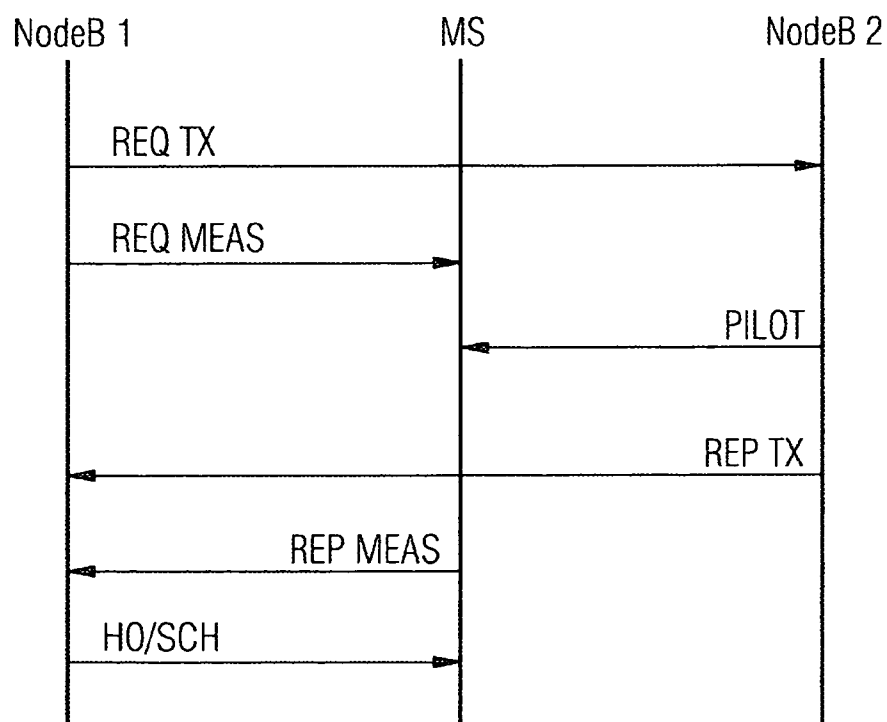 NodeB 1 MS NodeB 2
REQ TX
REQ MEAS
PILOT
REP TX
REP MEAS
HO/SCH